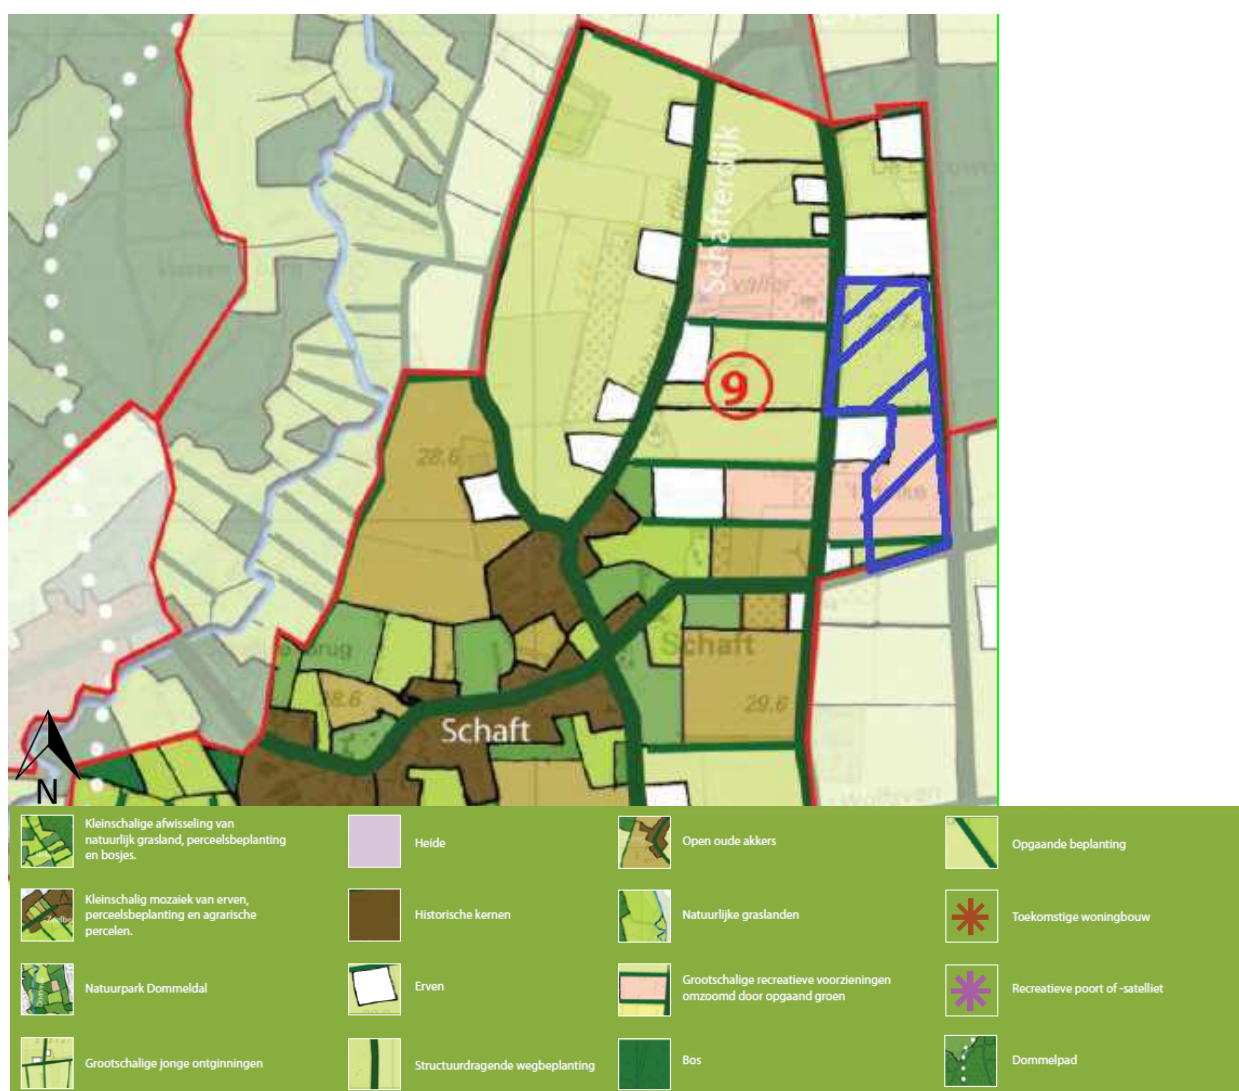 Schafterdijk
9
28,6
Schaft
28.6
29.6
Schaft
N
Kleinschalige afwisseling van
natuurlijk grasland, perceelsbeplanting
en bosjes.
Heide
Open oude akkers
Opgaande beplanting
Kleinschalig mozaiek van erven,
perceelsbeplanting en agrarische
percelen.
Historische kernen
Natuurlijke graslanden
Toekomstige woningbouw
Natuurpark Dommeldal
Erven
Grootschalige recreatieve voorzieningen
omzoomd door opgaand groen
Recreatieve poort of -satelliet
Grootschalige jonge ontginningen
Structuurdragende wegbeplanting
Bos
Dommelpad